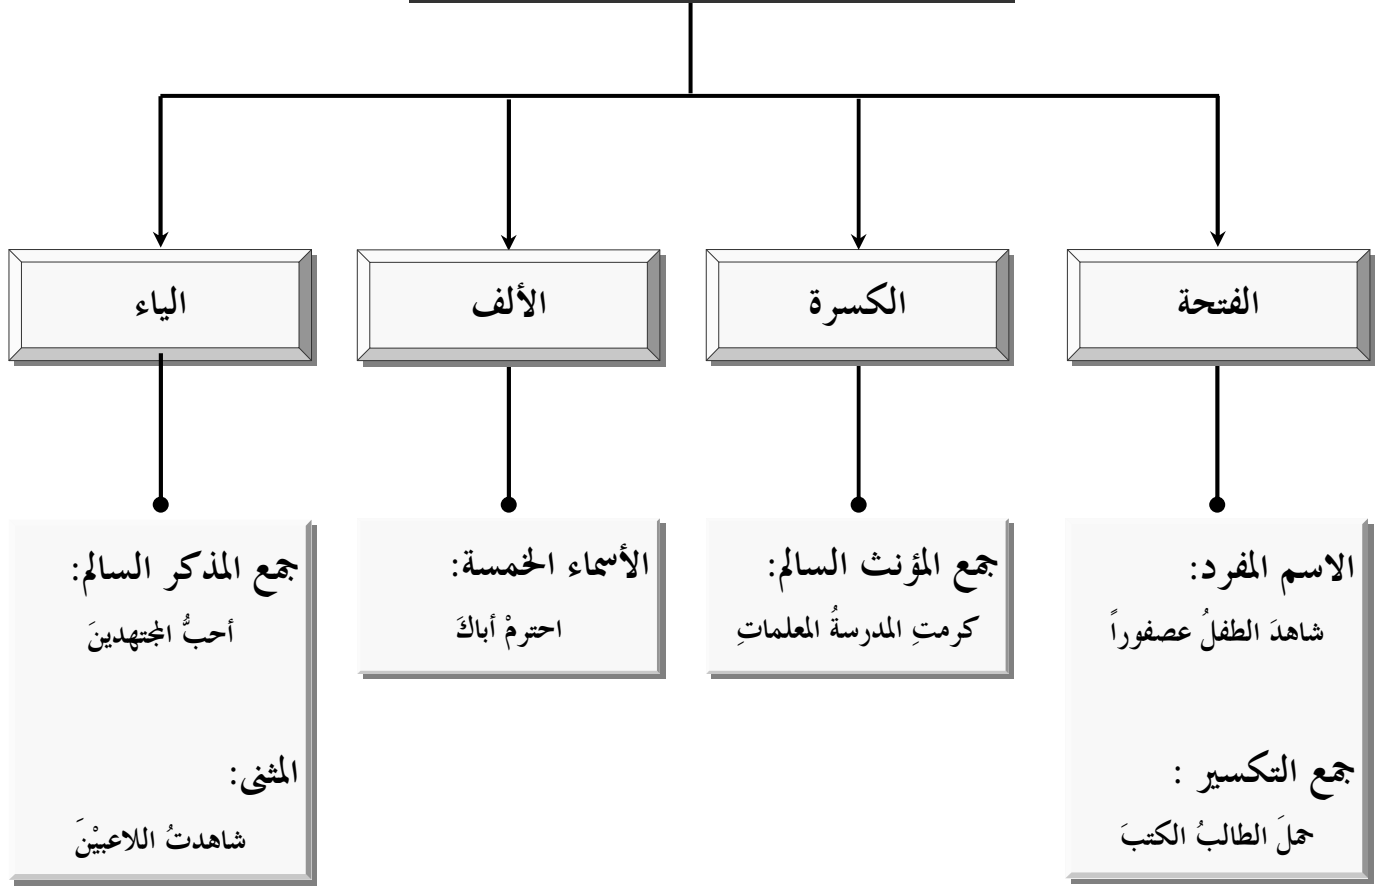 الفتحة
الكسرة
الألف
الياء
الاسم المفرد:
شاهدَ الطفلُ عصفوراً
جمع التكسير :
حملَ الطالبُ الكتبَ
جمع المؤنث السالم:
كرمتِ المدرسةُ المعلماتِ
الأسماء الخمسة:
احترمْ أباكَ
جمع المذكر السالم:
أحبُّ المجتهدينَ
المثنى:
شاهدتُ اللاعبيْنَ